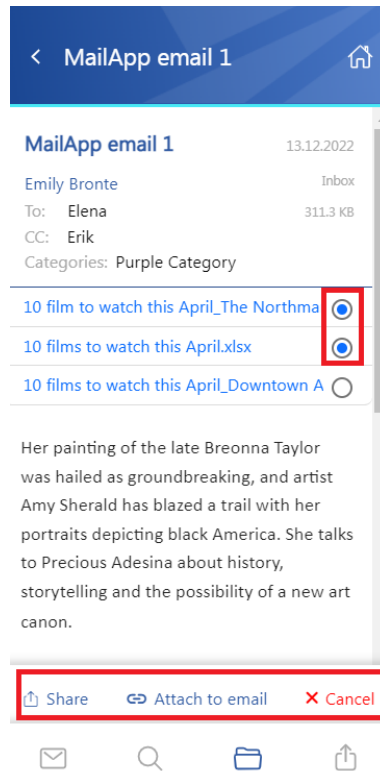 MailApp email 1
MailApp email 1 13.12.2022
Emily Bronte Inbox
To: Elena 311.3 KB
CC: Erik
Categories: Purple Category
10 film to watch this April_The Northma
10 films to watch this April.xlsx
10 films to watch this April_Downtown A
Her painting of the late Breonna Taylor
was hailed as groundbreaking, and artist
Amy Sherald has blazed a trail with her
portraits depicting black America. She talks
to Precious Adesina about history,
storytelling and the possibility of a new art
canon.
Share Attach to email Cancel